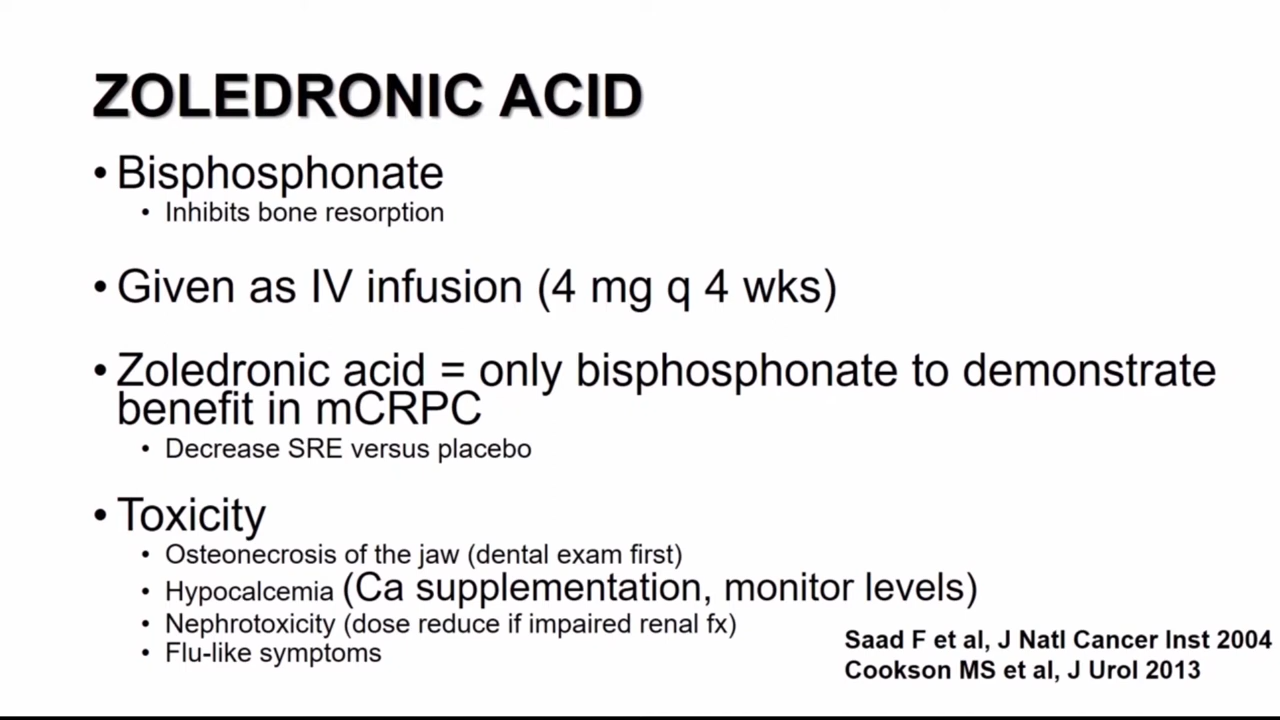 ZOLEDRONIC ACID
• Bisphosphonate
• Inhibits bone resorption
• Given as IV infusion (4 mg q 4 wks)
• Zoledronic acid = only bisphosphonate to demonstrate
benefit in mCRPC
• Decrease SRE versus placebo
• Toxicity
• Osteonecrosis of the jaw (dental exam first)
• Hypocalcemia (Ca supplementation, monitor levels)
• Nephrotoxicity (dose reduce if impaired renal fx)
• Flu-like symptoms
Saad F et al, J Natl Cancer Inst 2004
Cookson MS et al, J Urol 2013